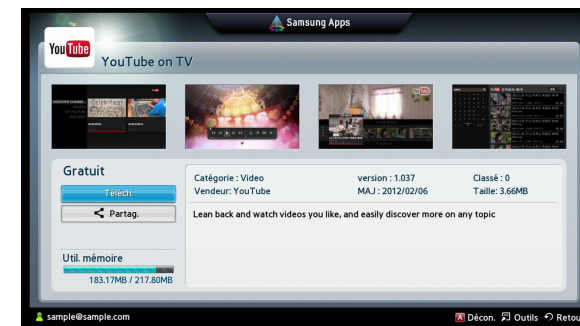 Samsung Apps
YouTube
YouTube on TV
DISCOVER CHANNE...
Gratuit
Téléch.
Partag.
Util. mémoire
183.17MB / 217.80MB
Catégorie : Video
version : 1.037
Classé : 0
Vendeur: YouTube
MAJ : 2012/02/06
Taille: 3.66MB
Lean back and watch videos you like, and easily discover more on any topic
sample@sample.com
A Décon.
Outils
Retou